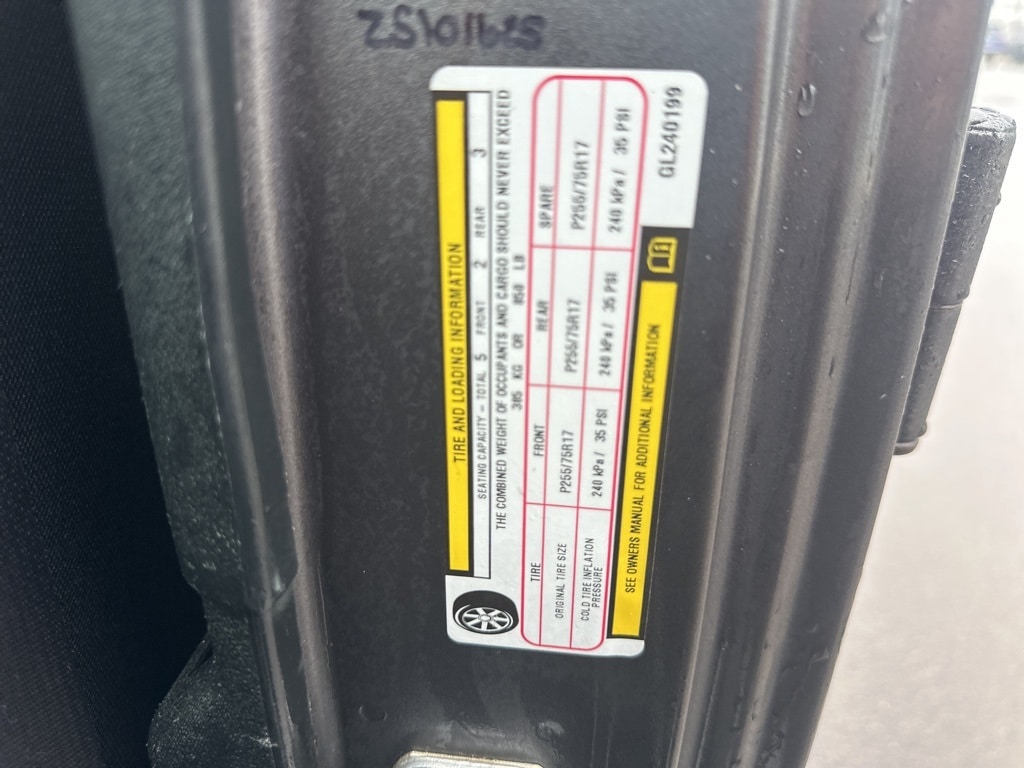 TIRE AND LOADING INFORMATION
SEATING CAPACITY – TOTAL 5 FRONT 2 REAR 3
THE COMBINED WEIGHT OF OCCUPANTS AND CARGO SHOULD NEVER EXCEED
385 KG OR 850 LB
TIRE FRONT REAR SPARE
ORIGINAL TIRE SIZE P255/75R17 P255/75R17 P255/75R17
COLD TIRE INFLATION PRESSURE 240 kPa / 35 PSI 240 kPa / 35 PSI 240 kPa / 35 PSI
SEE OWNERS MANUAL FOR ADDITIONAL INFORMATION
GL240199